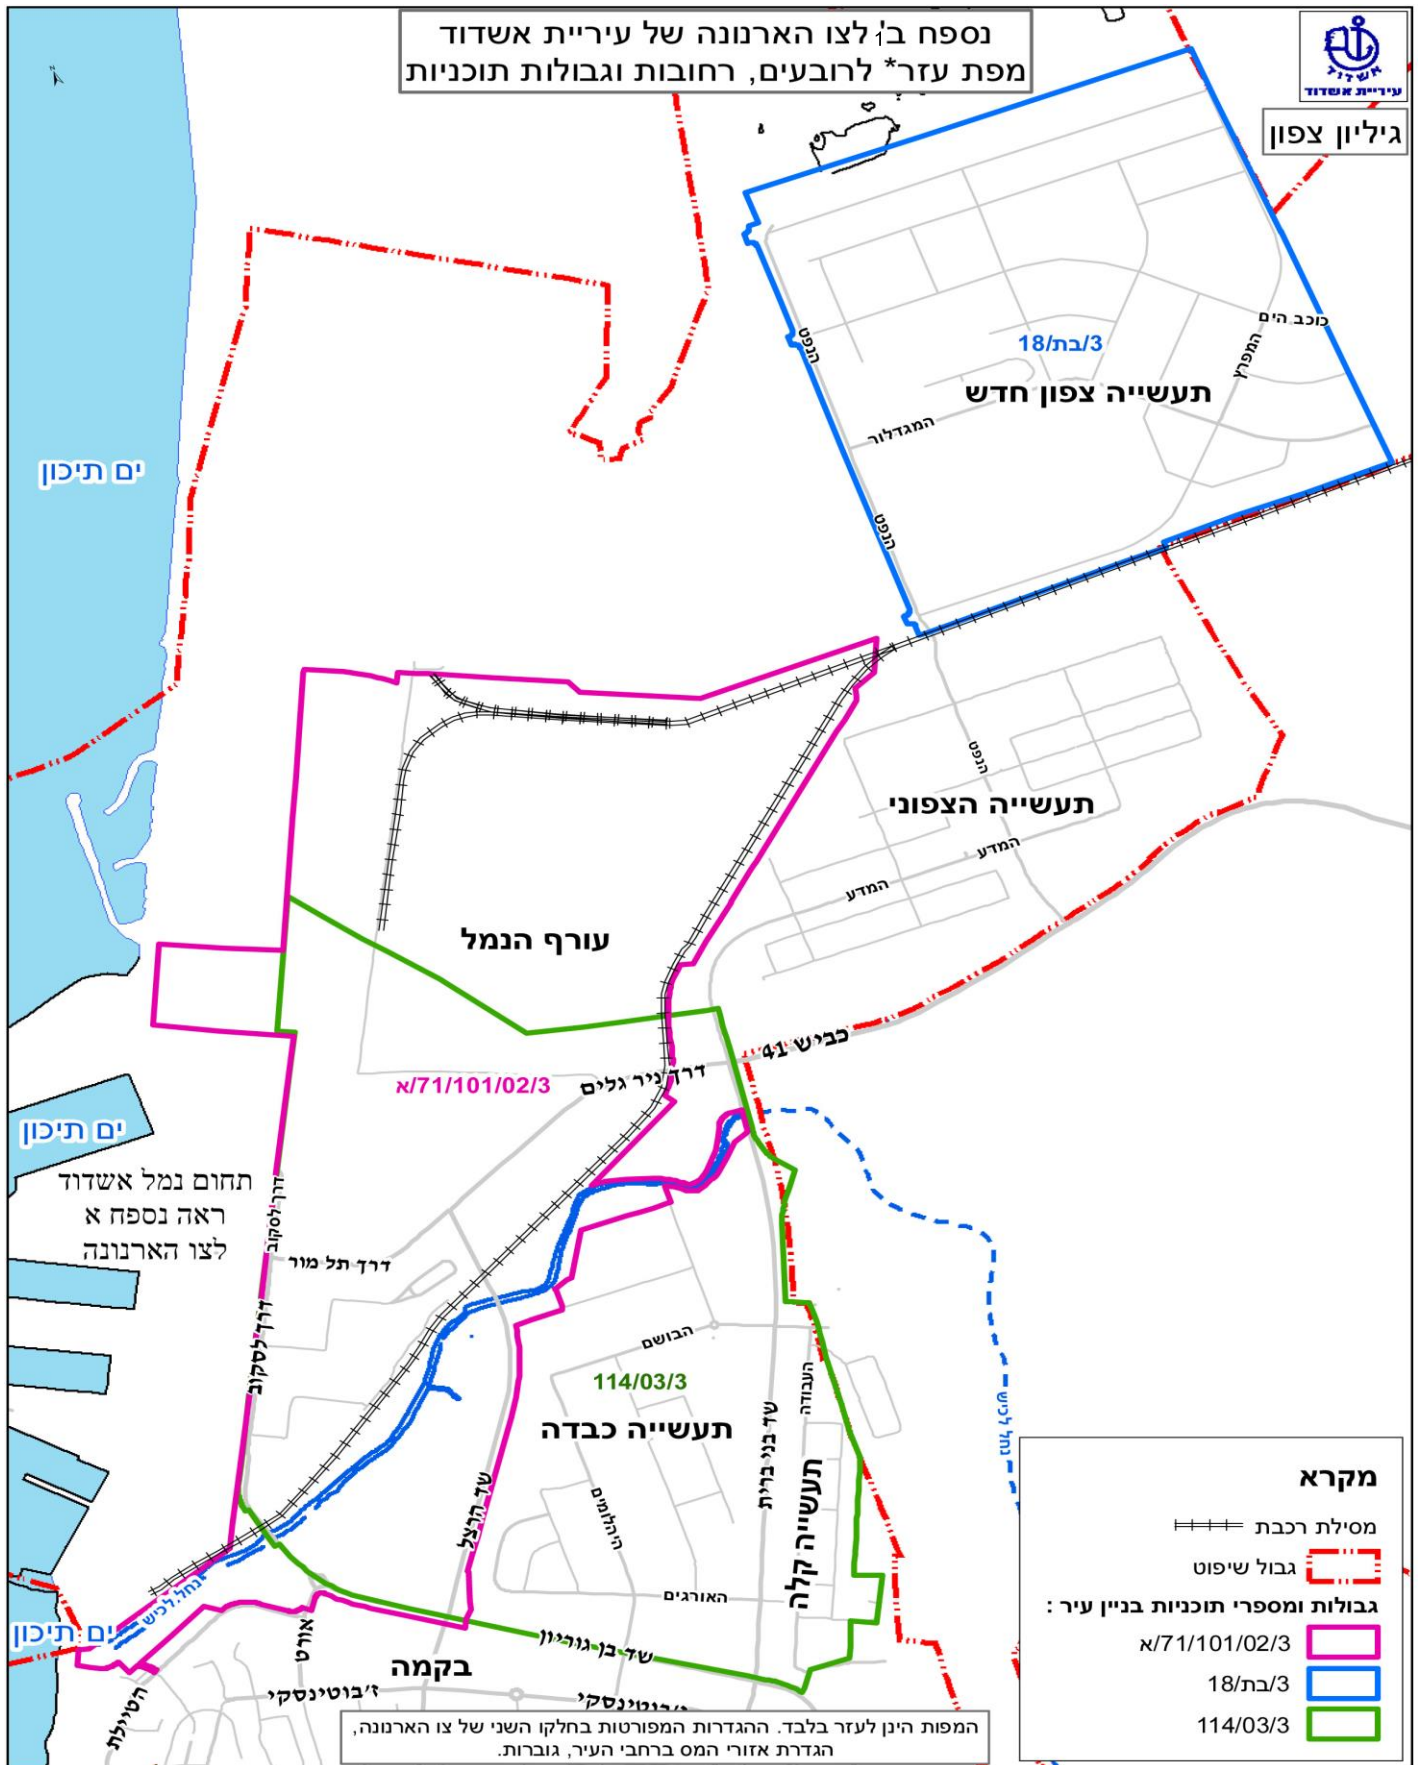 נספח ב' לצו הארנונה של עיריית אשדוד
מפת עזר* לרובעים, רחובות וגבולות תוכניות
אשדוד
עיריית אשדוד
גיליון צפון
כוכב הים
הנפט
המפרץ
3/בת/18
תעשייה צפון חדש
המגדלור
ים תיכון
הנפט
הנפט
תעשייה הצפוני
המדע
המדע
עורף הנמל
כביש 41
דרך ניר גלים
3/02/101/71/א
ים תיכון
תחום נמל אשדוד
ראה נספח א
לצו הארנונה
דרך לסקוב
דרך תל מור
דרך לסקוב
הבושם
114/03/3
תעשייה כבדה
העבודה
שד בני ברית
נחל לכיש
תעשייה קלה
שד הרצל
היהלומים
האורגים
נחל לכיש
ים תיכון
אורט
שד בן גוריון
בקמה
ז'בוטינסקי
ז'בוטינסקי
הטיילת
מקרא
מסילת רכבת
גבול שיפוט
גבולות ומספרי תוכניות בניין עיר :
3/02/101/71/א
3/בת/18
114/03/3
המפות הינן לעזר בלבד. ההגדרות המפורטות בחלקו השני של צו הארנונה,
הגדרת אזורי המס ברחבי העיר, גוברות.